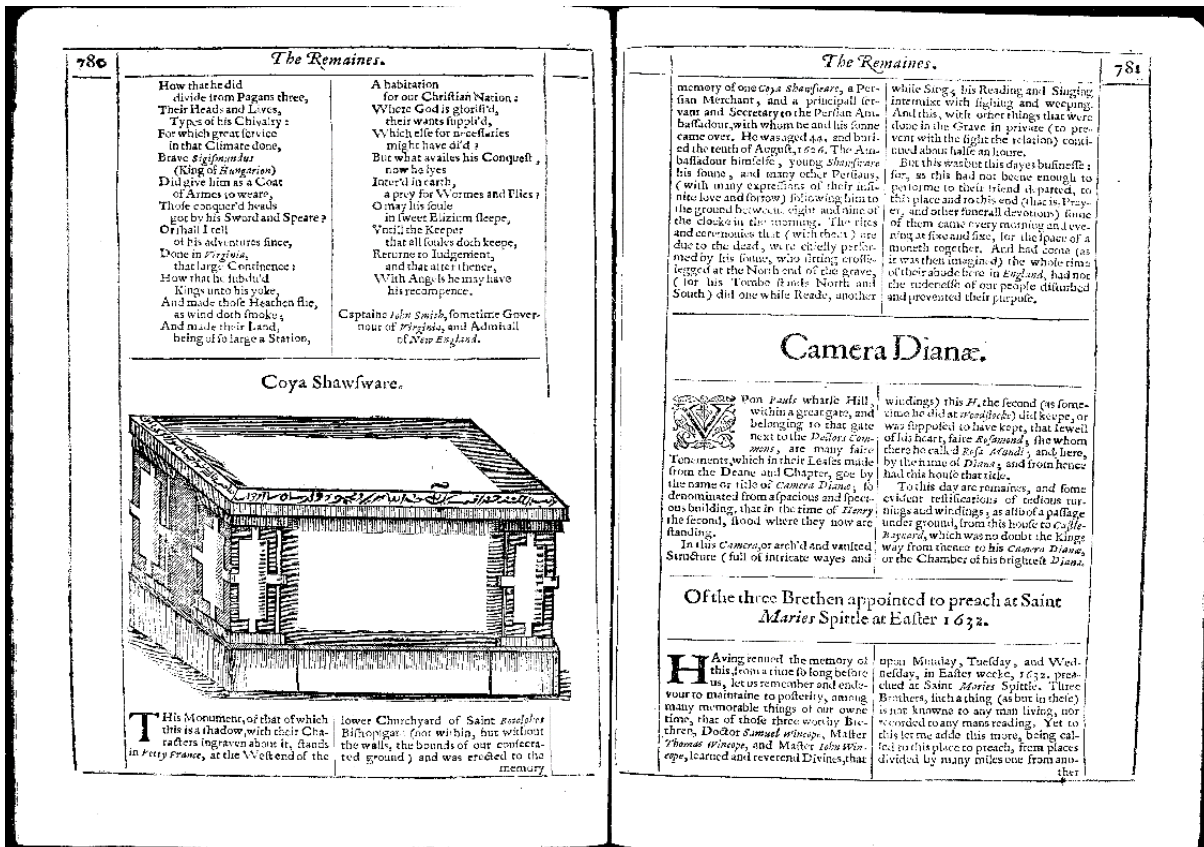 780
The Remaines.
How that he did
divide from Pagans three,
Their Heads and Lives,
Types of his Chivalry :
For which great service
in that Climate done,
Brave Sigismundus
(King of Hungarion)
Did give him as a Coat
of Armes to weare,
Those conquer'd heads
got by his Sword and Speare ?
Or shall I tell
of his adventures since,
Done in Virginia,
that large Continence :
How that he subdu'd
Kings unto his yoke,
And made those Heathen flie,
as wind doth smoke ;
And made their Land,
being of so large a Station,
A habitation
for our Christian Nation :
Where God is glorifi'd,
their wants suppli'd,
Which else for necessaries
might have di'd ?
But what availes his Conquest,
now he lyes
Inter'd in earth,
a prey for Wormes and Flies ?
O may his soule
in sweet Elizium sleepe,
Vntill the Keeper
that all soules doth keepe,
Returne to Iudgement,
and that after thence,
With Angels he may have
his recompence.
Captaine Iohn Smith, sometime Gover-
nour of Virginia, and Admirall
of New England.
Coya Shawſware.
THis Monument, of that of which
this is a shadow, with their Cha-
racters ingraven about it, stands
in Petty France, at the West end of the
lower Churchyard of Saint Botolphes
Bishopsgate (not within, but without
the walls, the bounds of our consecra-
ted ground) and was erected to the
memory
The Remaines.
781
memory of one Coya Shawſware, a Per-
sian Merchant, and a principall ser-
vant and Secretary to the Persian Am-
bassadour, with whom he and his sonne
came over. He was aged 44. and buri-
ed the tenth of August, 1626. The Am-
bassadour himselfe, young Shawſware
his sonne, and many other Persians,
(with many expressions of their infi-
nite love and sorrow) following him to
the ground betweene eight and nine of
the clocke in the morning. The rites
and ceremonies that (with them) are
due to the dead, were chiefly perfor-
med by his sonne, who sitting crosse-
legged at the North end of the grave,
(for his Tombe stands North and
South) did one while Reade, another
while Sing ; his Reading and Singing
intermixt with sighing and weeping.
And this, with other things that were
done in the Grave in private (to pre-
vent with the sight the relation) conti-
nued about halfe an houre.
But this was but this dayes businesse :
for, as this had not beene enough to
performe to their friend departed, to
this place and to this end (that is, Pray-
er, and other funerall devotions) some
of them came every morning and eve-
ning at sixe and sixe, for the space of a
moneth together. And had come (as
it was then imagined) the whole time
of their abode here in England, had not
the rudenesse of our people disturbed
and prevented their purpose.
Camera Dianæ.
VPon Pauls wharfe Hill,
within a great gate, and
belonging to that gate
next to the Doctors Com-
mons, are many faire
Tenements, which in their Leases made
from the Deane and Chapter, goe by
the name or title of Camera Dianæ, so
denominated from a spacious and speci-
ous building, that in the time of Henry
the second, stood where they now are
standing.
In this Camera, or arch'd and vaulted
Structure (full of intricate wayes and
windings) this H. the second (as some-
time he did at Woodstocke) did keepe, or
was supposed to have kept, that Iewell
of his heart, faire Rosamond, she whom
there he called Rosa Mundi, and here,
by the name of Diana ; and from hence
had this house that title.
To this day are remaines, and some
evident testifications of tedious tur-
nings and windings ; as also of a passage
under ground, from this house to Castle-
Baynard, which was no doubt the Kings
way from thence to his Camera Dianæ,
or the Chamber of his brightest Diana.
Of the three Brethen appointed to preach at Saint
Maries Spittle at Easter 1632.
HAving renued the memory of
this, from a time so long before
us, let us remember and ende-
vour to maintaine to posterity, among
many memorable things of our owne
time, that of those three worthy Bre-
thren, Doctor Samuel Wincope, Master
Thomas Wincope, and Master Iohn Win-
cope, learned and reverend Divines, that
upon Munday, Tuesday, and Wed-
nesday, in Easter weeke, 1632. prea-
ched at Saint Maries Spittle. Three
Brothers, such a thing (as but in these)
is not knowne to any man living, nor
recorded to any mans reading. Yet to
this let me adde this more, being cal-
led to this place to preach, from places
divided by many miles one from ano-
ther